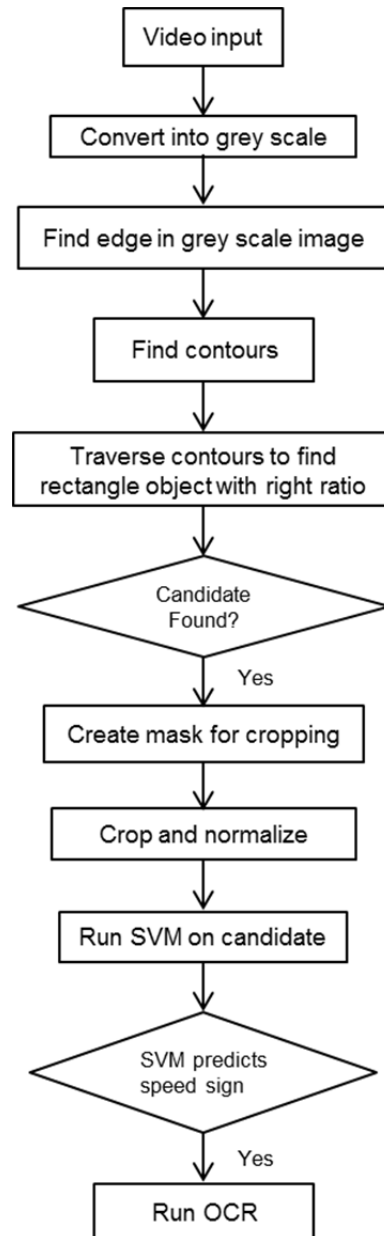 Video input
Convert into grey scale
Find edge in grey scale image
Find contours
Traverse contours to find
rectangle object with right ratio
Candidate
Found?
Yes
Create mask for cropping
Crop and normalize
Run SVM on candidate
SVM predicts
speed sign
Yes
Run OCR